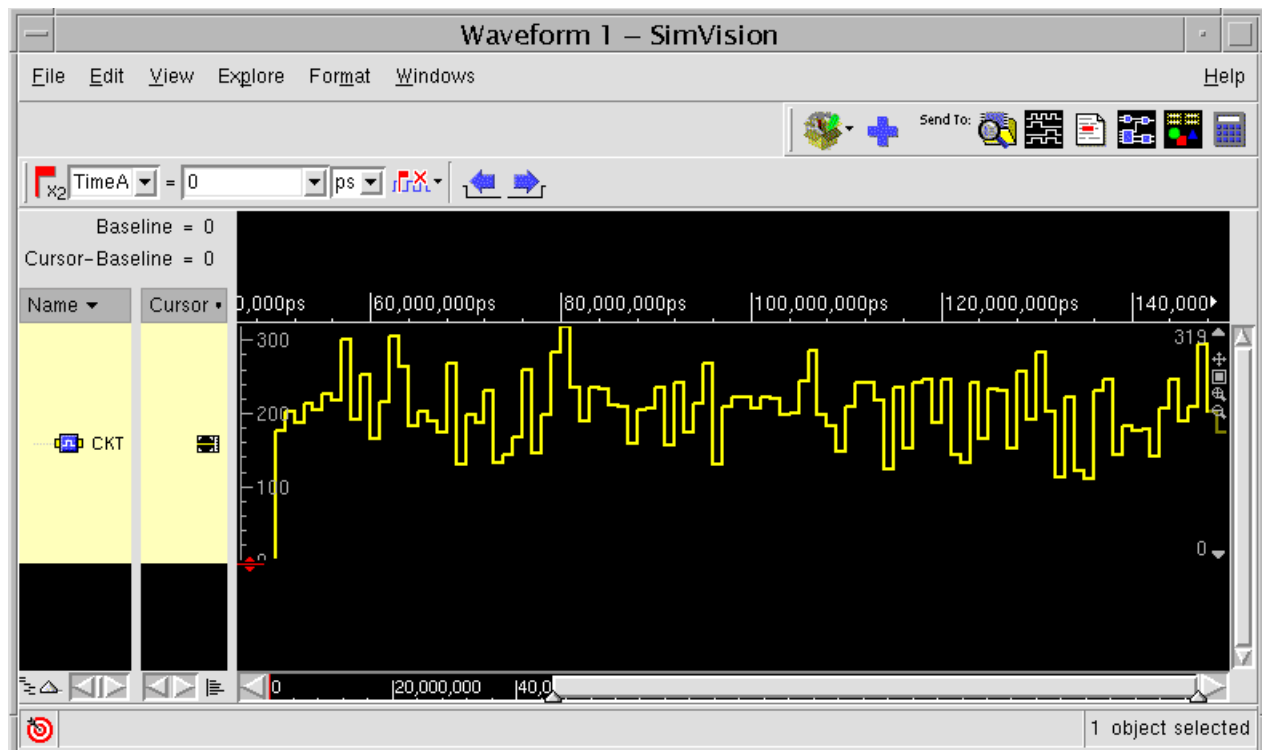 Waveform 1 – SimVision
File Edit View Explore Format Windows Help
Send To:
x2 TimeA = 0 ps
Baseline = 0
Cursor-Baseline = 0
Name Cursor 0,000ps 60,000,000ps 80,000,000ps 100,000,000ps 120,000,000ps 140,000
300 319
200
CKT
100
0 0
0 20,000,000 40,0
1 object selected